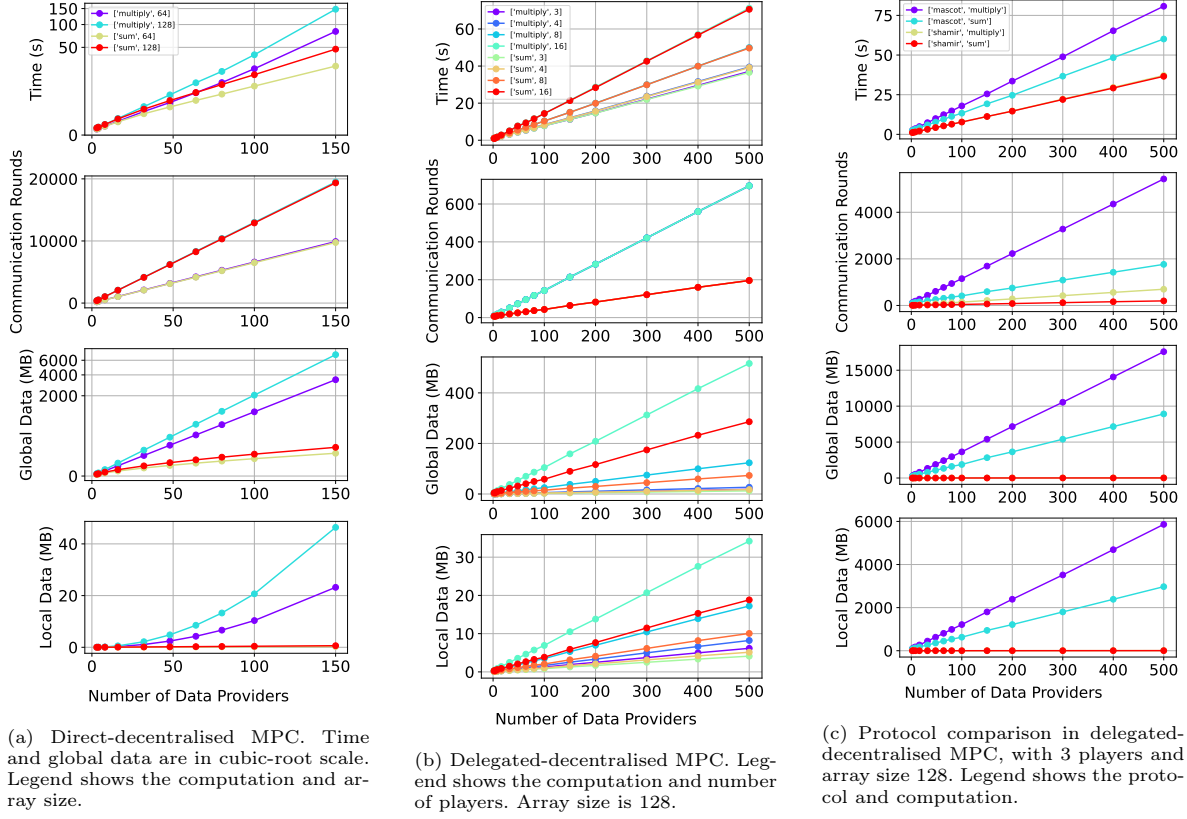 150
100
50
0
Time (s)
['multiply', 64]
['multiply', 128]
['sum', 64]
['sum', 128]
0 50 100 150
20000
10000
0
Communication Rounds
0 50 100 150
6000
4000
2000
0
Global Data (MB)
0 50 100 150
40
20
0
Local Data (MB)
0 50 100 150
Number of Data Providers
(a) Direct-decentralised MPC. Time
and global data are in cubic-root scale.
Legend shows the computation and ar-
ray size.
60
40
20
0
Time (s)
['multiply', 3]
['multiply', 4]
['multiply', 8]
['multiply', 16]
['sum', 3]
['sum', 4]
['sum', 8]
['sum', 16]
0 100 200 300 400 500
600
400
200
0
Communication Rounds
0 100 200 300 400 500
400
200
0
Global Data (MB)
0 100 200 300 400 500
30
20
10
0
Local Data (MB)
0 100 200 300 400 500
Number of Data Providers
(b) Delegated-decentralised MPC. Leg-
end shows the computation and number
of players. Array size is 128.
75
50
25
0
Time (s)
['mascot', 'multiply']
['mascot', 'sum']
['shamir', 'multiply']
['shamir', 'sum']
0 100 200 300 400 500
4000
2000
0
Communication Rounds
0 100 200 300 400 500
15000
10000
5000
0
Global Data (MB)
0 100 200 300 400 500
6000
4000
2000
0
Local Data (MB)
0 100 200 300 400 500
Number of Data Providers
(c) Protocol comparison in delegated-
decentralised MPC, with 3 players and
array size 128. Legend shows the proto-
col and computation.